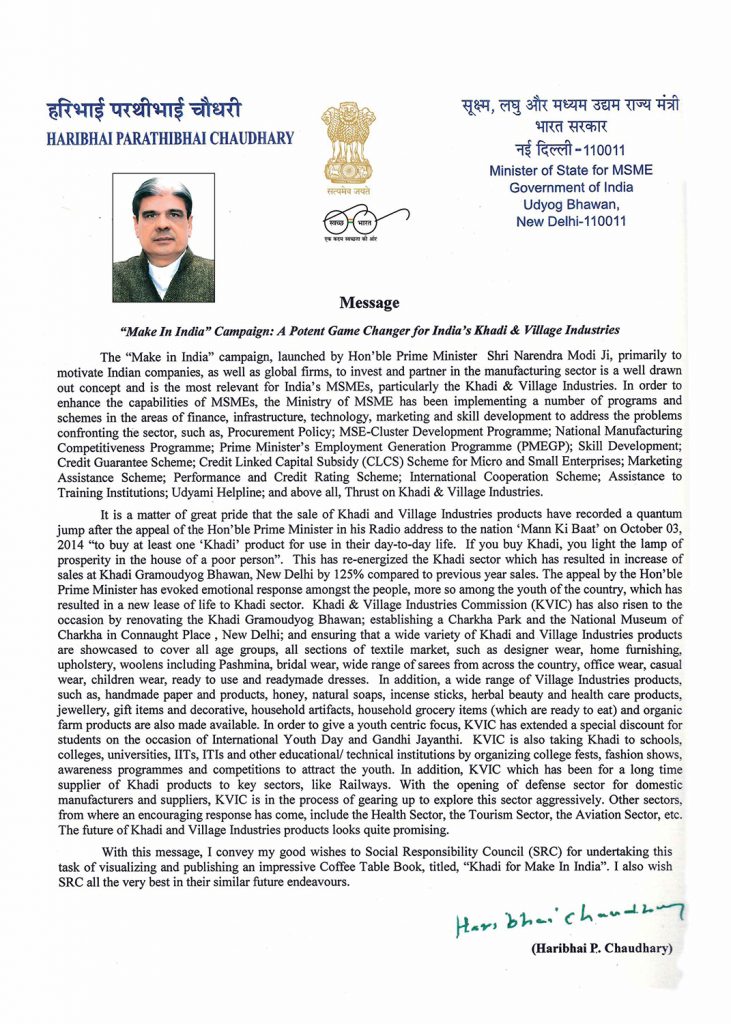 हरिभाई परथीभाई चौधरी
HARIBHAI PARATHIBHAI CHAUDHARY
सत्यमेव जयते
स्वच्छ भारत
एक कदम स्वच्छता की ओर
सूक्ष्म, लघु और मध्यम उद्यम राज्य मंत्री
भारत सरकार
नई दिल्ली-110011
Minister of State for MSME
Government of India
Udyog Bhawan,
New Delhi-110011
Message
“Make In India” Campaign: A Potent Game Changer for India’s Khadi & Village Industries
The “Make in India” campaign, launched by Hon’ble Prime Minister Shri Narendra Modi Ji, primarily to
motivate Indian companies, as well as global firms, to invest and partner in the manufacturing sector is a well drawn
out concept and is the most relevant for India’s MSMEs, particularly the Khadi & Village Industries. In order to
enhance the capabilities of MSMEs, the Ministry of MSME has been implementing a number of programs and
schemes in the areas of finance, infrastructure, technology, marketing and skill development to address the problems
confronting the sector, such as, Procurement Policy; MSE-Cluster Development Programme; National Manufacturing
Competitiveness Programme; Prime Minister’s Employment Generation Programme (PMEGP); Skill Development;
Credit Guarantee Scheme; Credit Linked Capital Subsidy (CLCS) Scheme for Micro and Small Enterprises; Marketing
Assistance Scheme; Performance and Credit Rating Scheme; International Cooperation Scheme; Assistance to
Training Institutions; Udyami Helpline; and above all, Thrust on Khadi & Village Industries.
It is a matter of great pride that the sale of Khadi and Village Industries products have recorded a quantum
jump after the appeal of the Hon’ble Prime Minister in his Radio address to the nation ‘Mann Ki Baat’ on October 03,
2014 “to buy at least one ‘Khadi’ product for use in their day-to-day life. If you buy Khadi, you light the lamp of
prosperity in the house of a poor person”. This has re-energized the Khadi sector which has resulted in increase of
sales at Khadi Gramoudyog Bhawan, New Delhi by 125% compared to previous year sales. The appeal by the Hon’ble
Prime Minister has evoked emotional response amongst the people, more so among the youth of the country, which has
resulted in a new lease of life to Khadi sector. Khadi & Village Industries Commission (KVIC) has also risen to the
occasion by renovating the Khadi Gramoudyog Bhawan; establishing a Charkha Park and the National Museum of
Charkha in Connaught Place , New Delhi; and ensuring that a wide variety of Khadi and Village Industries products
are showcased to cover all age groups, all sections of textile market, such as designer wear, home furnishing,
upholstery, woolens including Pashmina, bridal wear, wide range of sarees from across the country, office wear, casual
wear, children wear, ready to use and readymade dresses. In addition, a wide range of Village Industries products,
such as, handmade paper and products, honey, natural soaps, incense sticks, herbal beauty and health care products,
jewellery, gift items and decorative, household artifacts, household grocery items (which are ready to eat) and organic
farm products are also made available. In order to give a youth centric focus, KVIC has extended a special discount for
students on the occasion of International Youth Day and Gandhi Jayanthi. KVIC is also taking Khadi to schools,
colleges, universities, IITs, ITIs and other educational/ technical institutions by organizing college fests, fashion shows,
awareness programmes and competitions to attract the youth. In addition, KVIC which has been for a long time
supplier of Khadi products to key sectors, like Railways. With the opening of defense sector for domestic
manufacturers and suppliers, KVIC is in the process of gearing up to explore this sector aggressively. Other sectors,
from where an encouraging response has come, include the Health Sector, the Tourism Sector, the Aviation Sector, etc.
The future of Khadi and Village Industries products looks quite promising.
With this message, I convey my good wishes to Social Responsibility Council (SRC) for undertaking this
task of visualizing and publishing an impressive Coffee Table Book, titled, “Khadi for Make In India”. I also wish
SRC all the very best in their similar future endeavours.
Haribhai Chaudhary
(Haribhai P. Chaudhary)